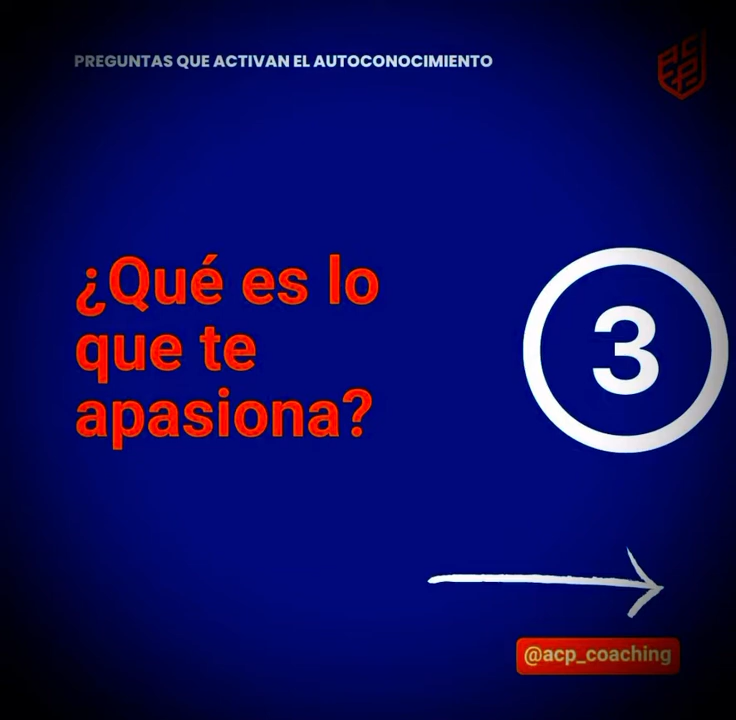 PREGUNTAS QUE ACTIVAN EL AUTOCONOCIMIENTO
¿Qué es lo
que te
apasiona?
3
@acp_coaching